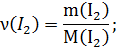 ν(I₂) = m(I₂) / M(I₂);